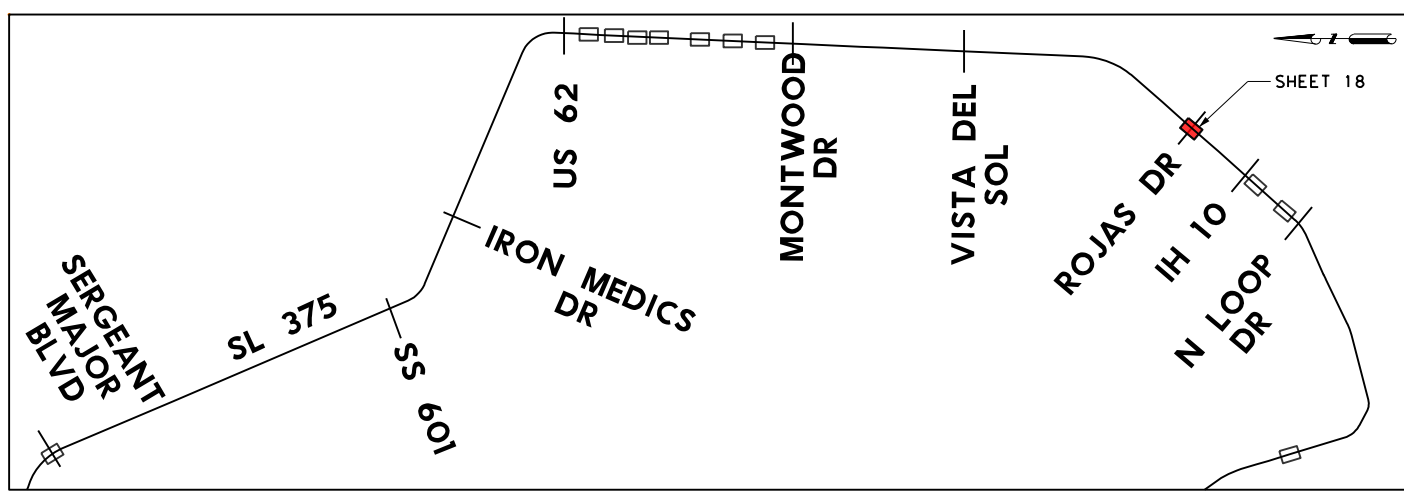 SERGEANT
MAJOR
BLVD
SL 375
SS 601
IRON MEDICS
DR
US 62
MONTWOOD
DR
VISTA DEL
SOL
SHEET 18
ROJAS DR
IH 10
N LOOP
DR